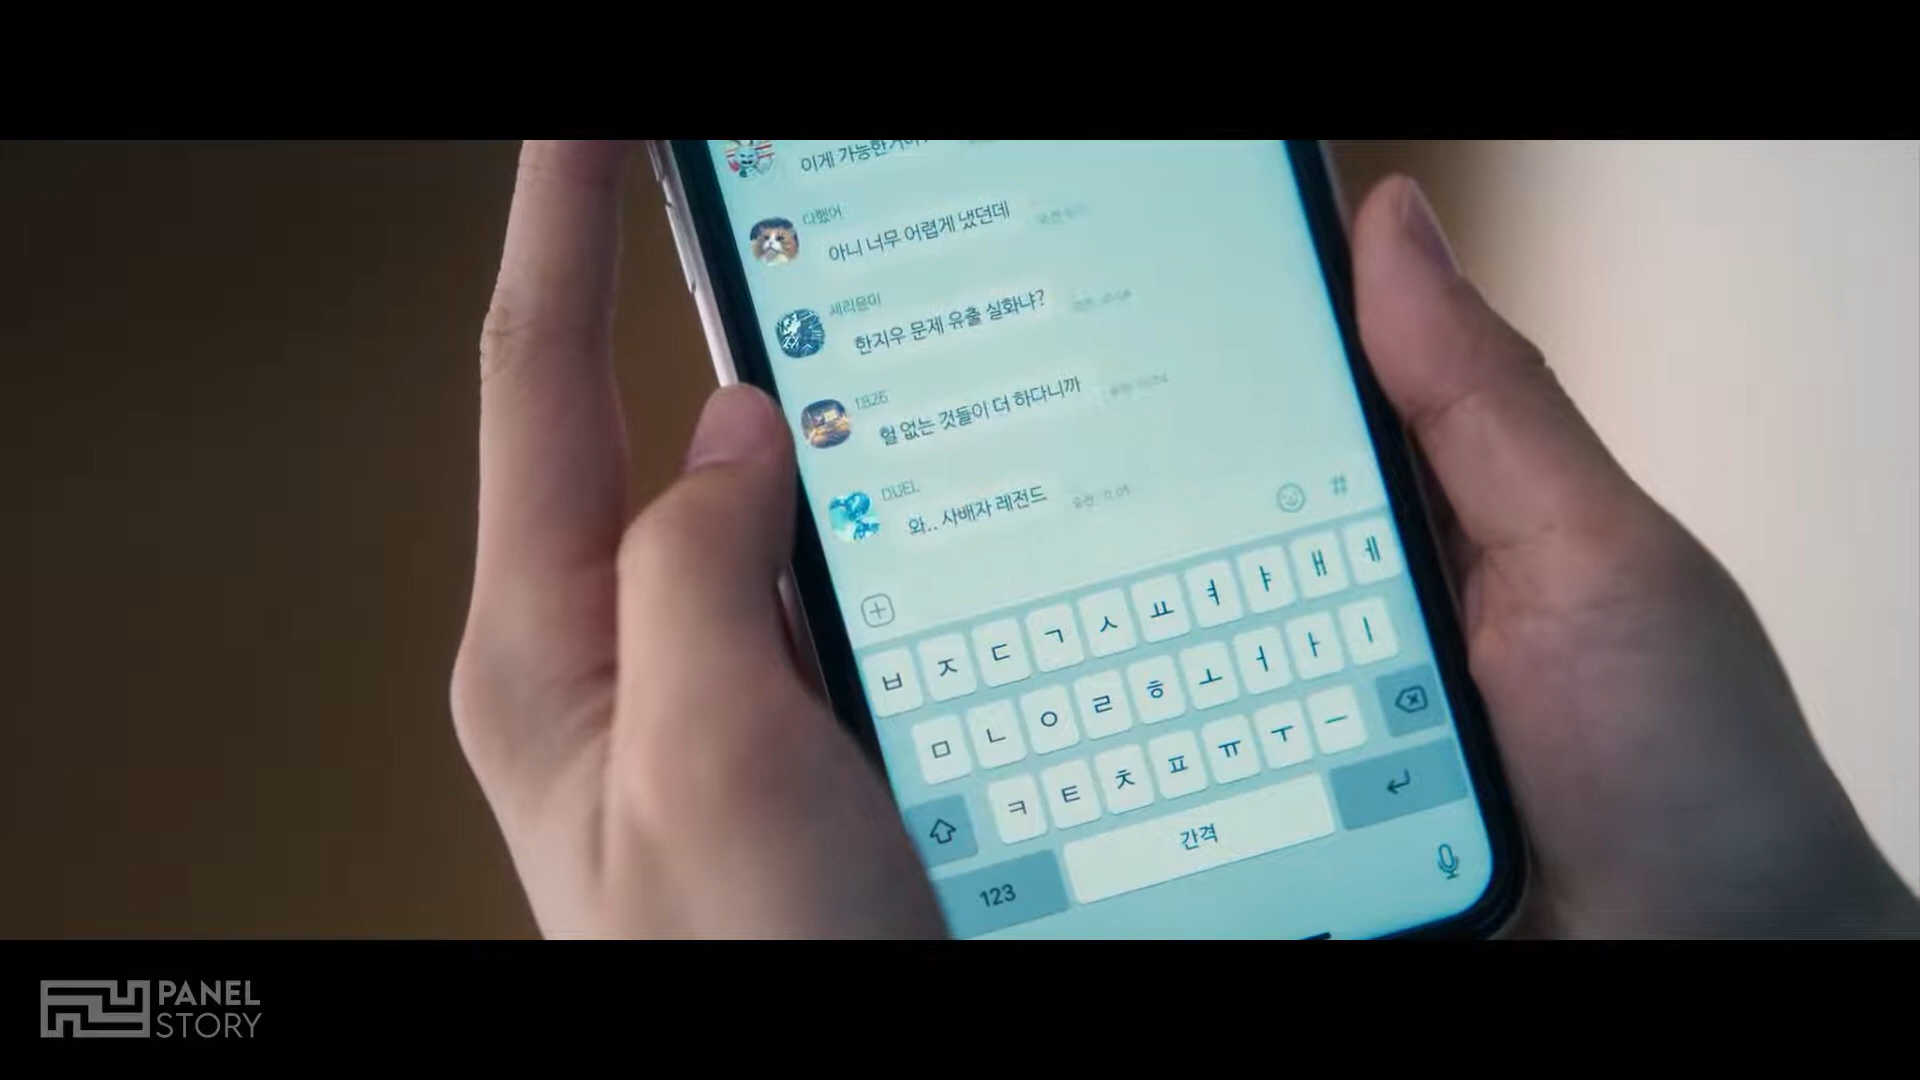 이게 가능한거야?
다했어
아니 너무 어렵게 냈던데
세리윤미
한지우 문제 유출 실화냐?
1826
헐 없는 것들이 더 하다니까
DUEL
와.. 사배자 레전드
#
ㅂ ㅈ ㄷ ㄱ ㅅ ㅛ ㅕ ㅑ ㅐ ㅔ
ㅁ ㄴ ㅇ ㄹ ㅎ ㅗ ㅓ ㅏ ㅣ
ㅋ ㅌ ㅊ ㅍ ㅠ ㅜ ㅡ
123 간격
PANEL
STORY